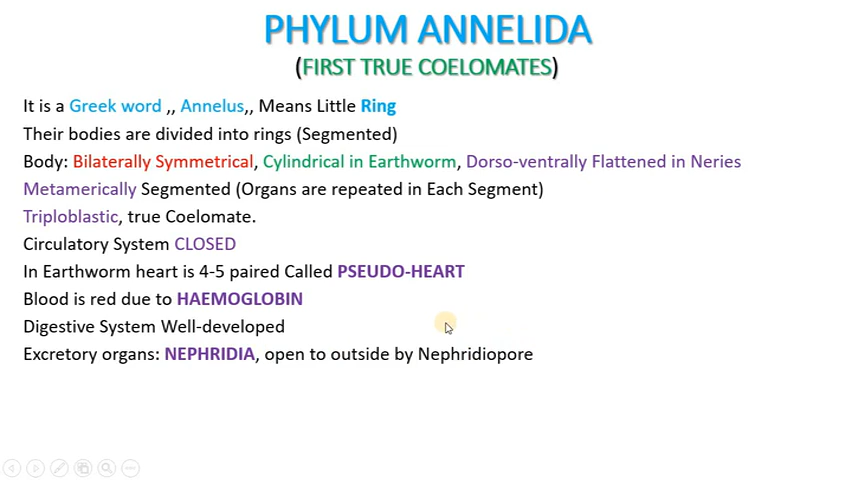 PHYLUM ANNELIDA
(FIRST TRUE COELOMATES)
It is a Greek word ,, Annelus,, Means Little Ring
Their bodies are divided into rings (Segmented)
Body: Bilaterally Symmetrical, Cylindrical in Earthworm, Dorso-ventrally Flattened in Neries
Metamerically Segmented (Organs are repeated in Each Segment)
Triploblastic, true Coelomate.
Circulatory System CLOSED
In Earthworm heart is 4-5 paired Called PSEUDO-HEART
Blood is red due to HAEMOGLOBIN
Digestive System Well-developed
Excretory organs: NEPHRIDIA, open to outside by Nephridiopore